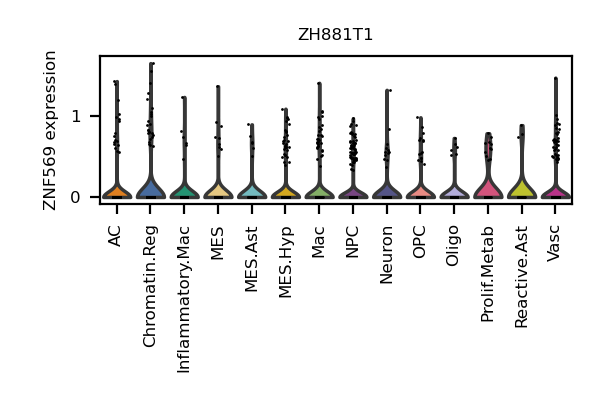 ZH881T1
ZNF569 expression
1
0
AC
Chromatin.Reg
Inflammatory.Mac
MES
MES.Ast
MES.Hyp
Mac
NPC
Neuron
OPC
Oligo
Prolif.Metab
Reactive.Ast
Vasc